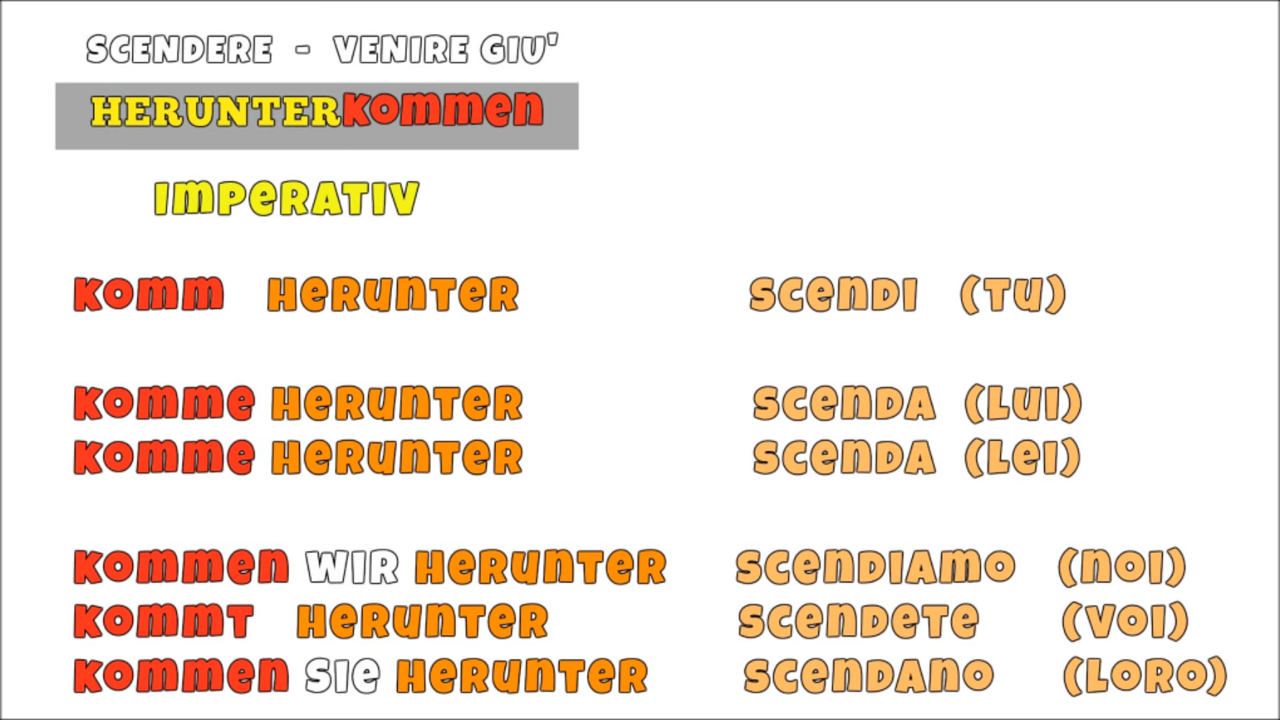 SCENDERE - VENIRE GIU'
HERUNTERKOMMEN
IMPERATIV
KOMM HERUNTER SCENDI (TU)
KOMME HERUNTER SCENDA (LUI)
KOMME HERUNTER SCENDA (LEI)
KOMMEN WIR HERUNTER SCENDIAMO (NOI)
KOMMT HERUNTER SCENDETE (VOI)
KOMMEN SIE HERUNTER SCENDANO (LORO)